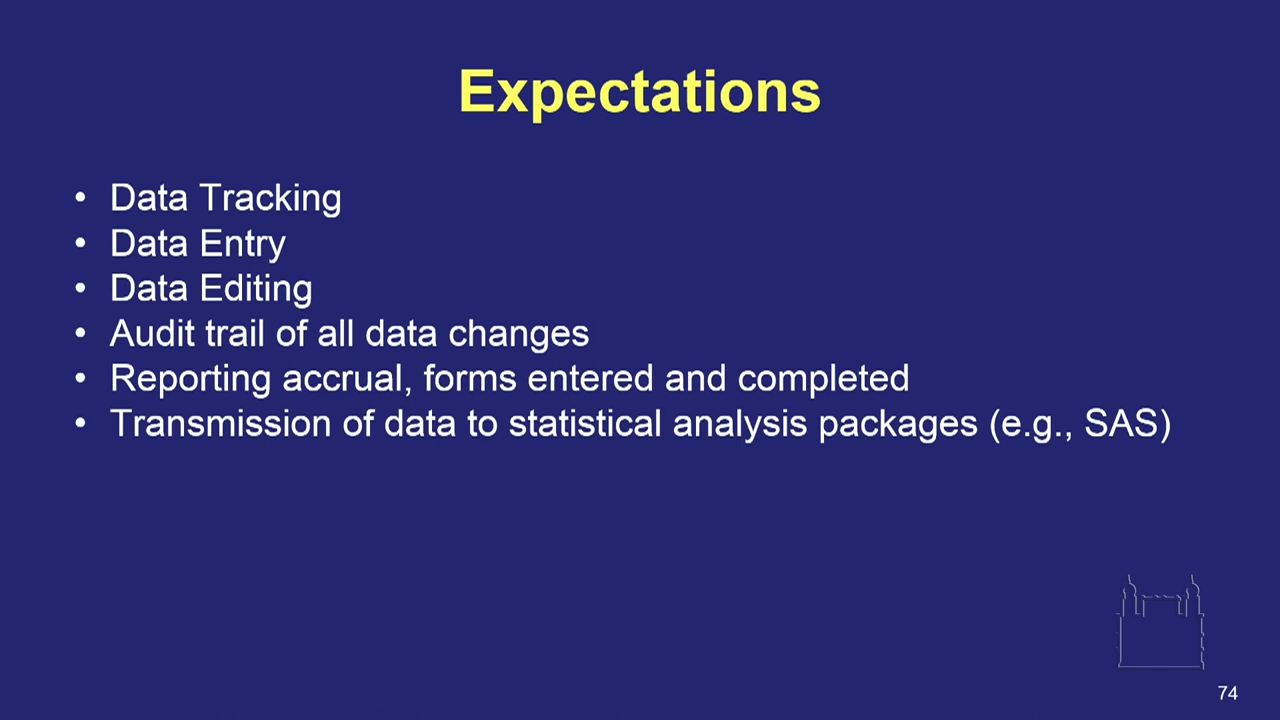 Expectations
• Data Tracking
• Data Entry
• Data Editing
• Audit trail of all data changes
• Reporting accrual, forms entered and completed
• Transmission of data to statistical analysis packages (e.g., SAS)
74